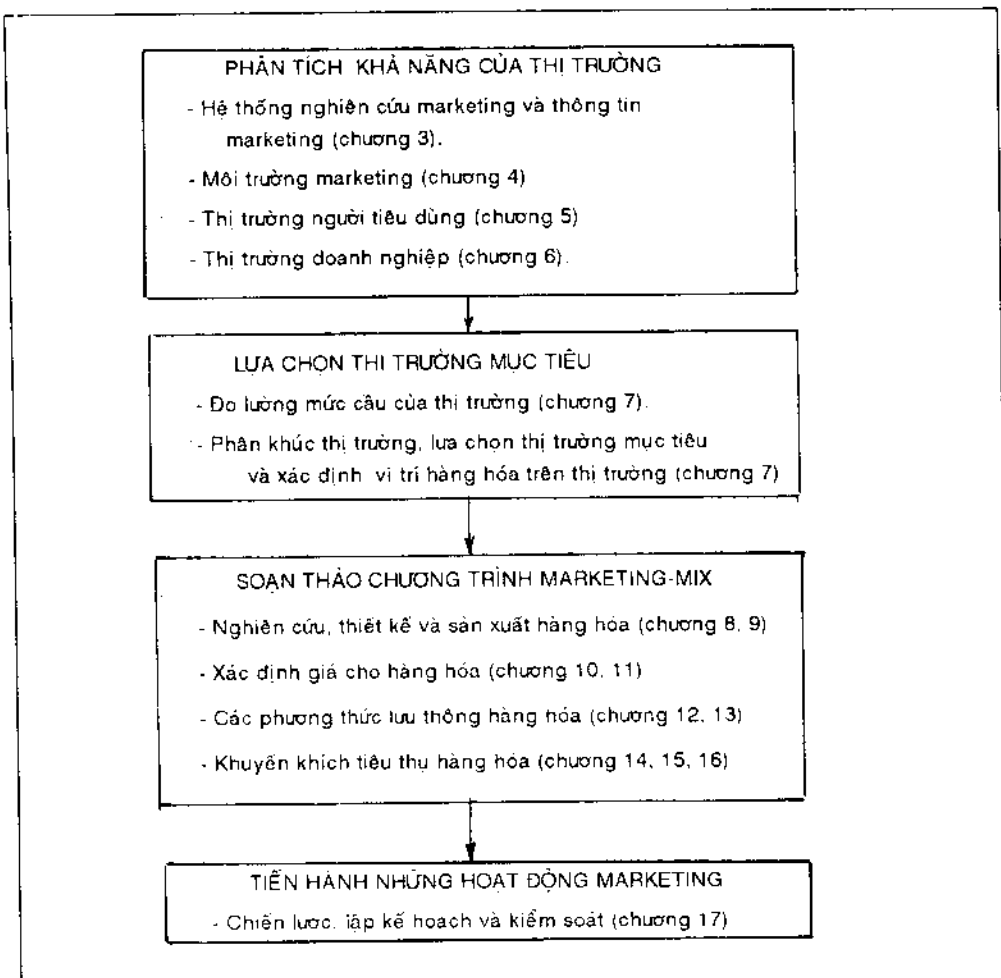 PHÂN TÍCH KHẢ NĂNG CỦA THỊ TRƯỜNG
- Hệ thống nghiên cứu marketing và thông tin
marketing (chương 3).
- Môi trường marketing (chương 4)
- Thị trường người tiêu dùng (chương 5)
- Thị trường doanh nghiệp (chương 6).
LỰA CHỌN THỊ TRƯỜNG MỤC TIÊU
- Đo lường mức cầu của thị trường (chương 7).
- Phân khúc thị trường, lựa chọn thị trường mục tiêu
và xác định vị trí hàng hóa trên thị trường (chương 7)
SOẠN THẢO CHƯƠNG TRÌNH MARKETING-MIX
- Nghiên cứu, thiết kế và sản xuất hàng hóa (chương 8, 9)
- Xác định giá cho hàng hóa (chương 10, 11)
- Các phương thức lưu thông hàng hóa (chương 12, 13)
- Khuyến khích tiêu thụ hàng hóa (chương 14, 15, 16)
TIẾN HÀNH NHỮNG HOẠT ĐỘNG MARKETING
- Chiến lược, lập kế hoạch và kiểm soát (chương 17)